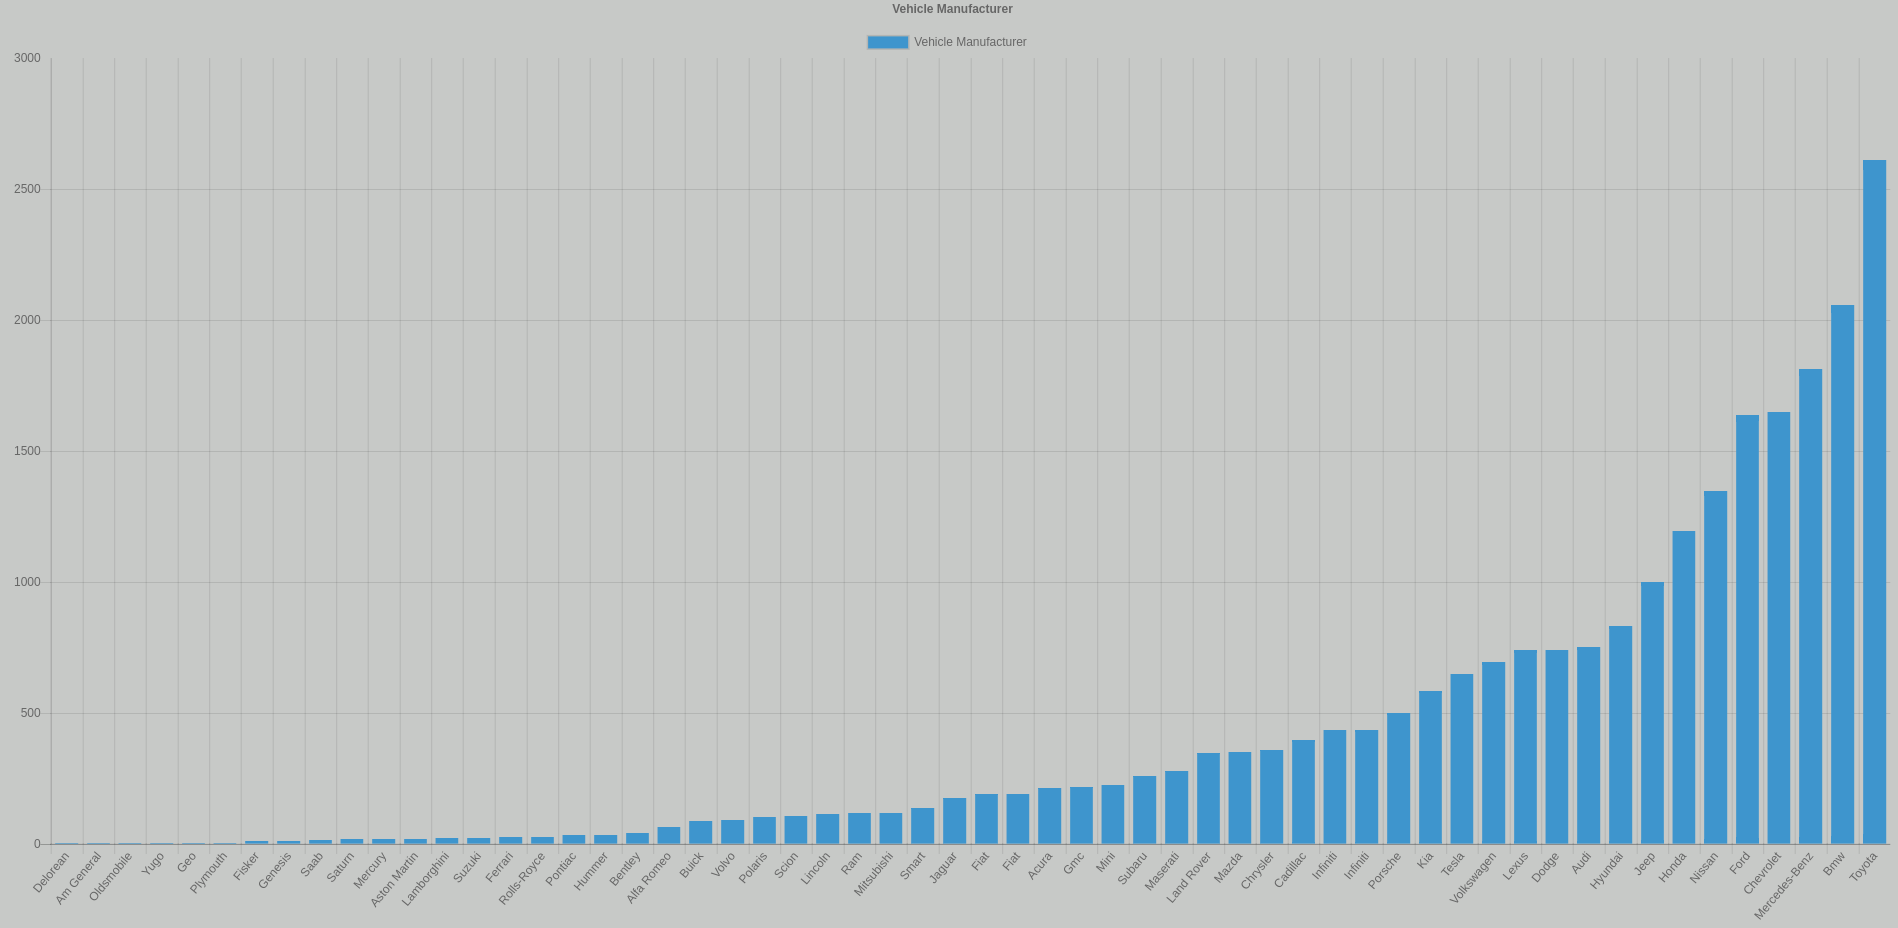 Vehicle Manufacturer
Vehicle Manufacturer
3000
2500
2000
1500
1000
500
0
Delorean
Am General
Oldsmobile
Yugo
Geo
Plymouth
Fisker
Genesis
Saab
Saturn
Mercury
Aston Martin
Lamborghini
Suzuki
Ferrari
Rolls-Royce
Pontiac
Hummer
Bentley
Alfa Romeo
Buick
Volvo
Polaris
Scion
Lincoln
Ram
Mitsubishi
Smart
Jaguar
Fiat
Fiat
Acura
Gmc
Mini
Subaru
Maserati
Land Rover
Mazda
Chrysler
Cadillac
Infiniti
Infiniti
Porsche
Kia
Tesla
Volkswagen
Lexus
Dodge
Audi
Hyundai
Jeep
Honda
Nissan
Ford
Chevrolet
Mercedes-Benz
Bmw
Toyota